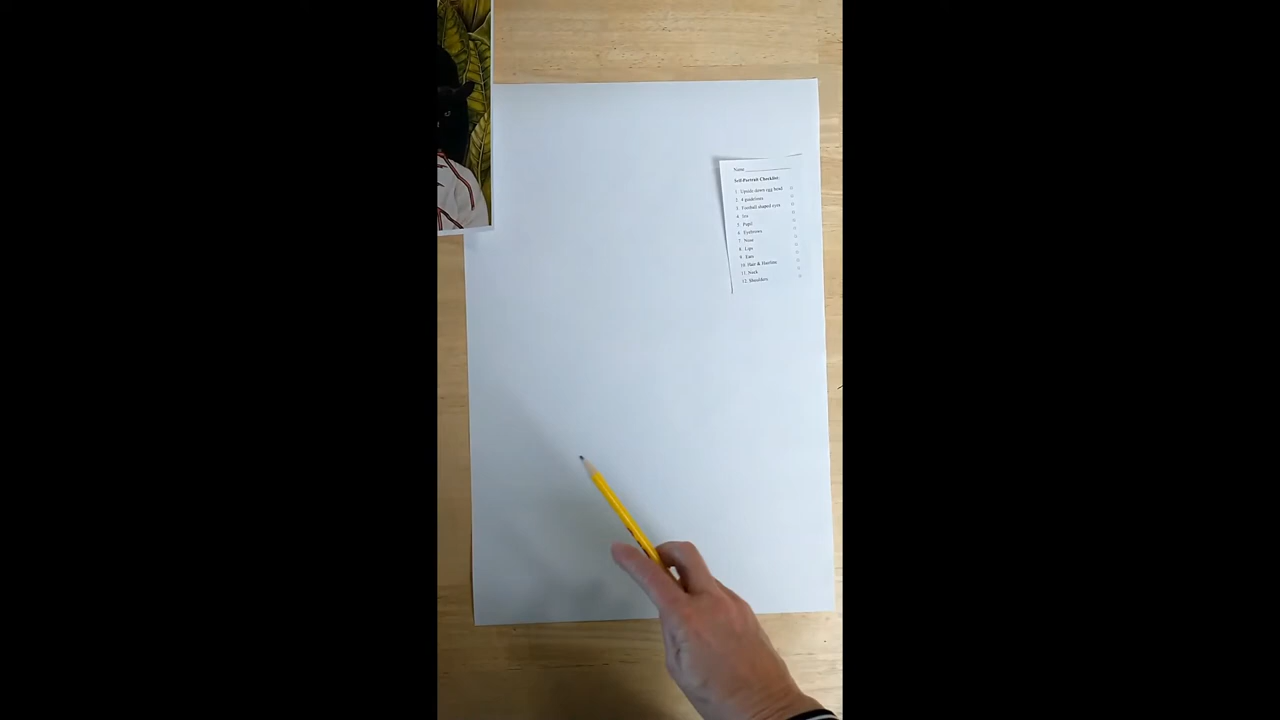 Name
Self-Portrait Checklist:
1. Upside down egg head
2. 4 guidelines
3. Football shaped eyes
4. Iris
5. Pupil
6. Eyebrows
7. Nose
8. Lips
9. Ears
10. Hair & Hairline
11. Neck
12. Shoulders